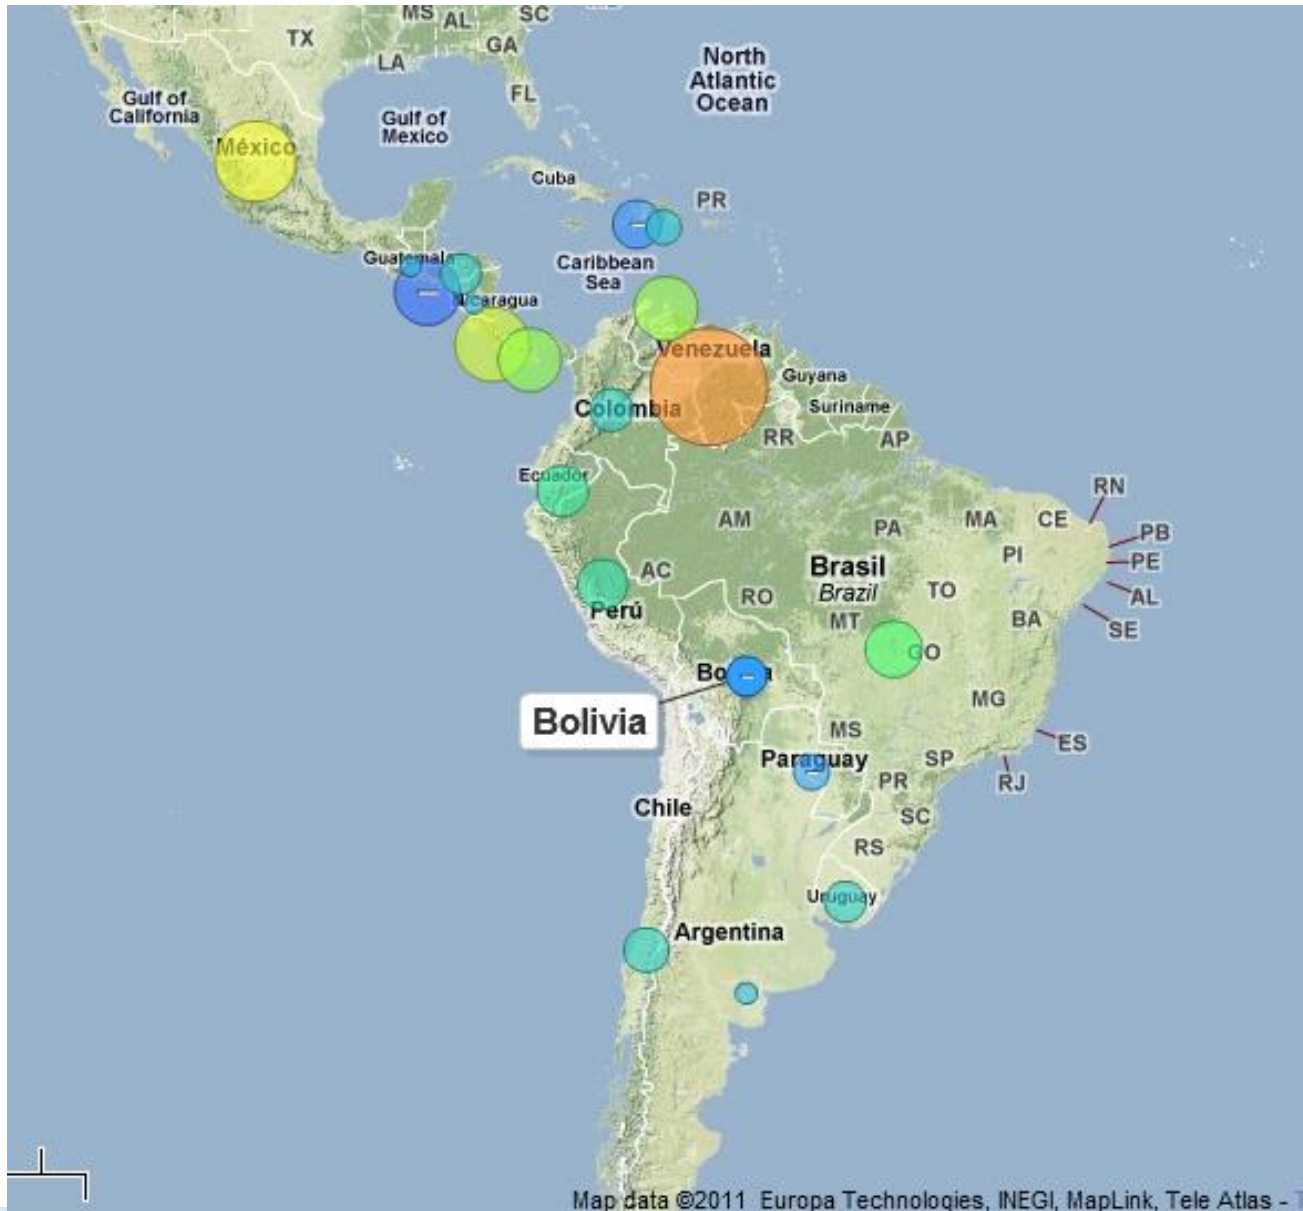 MS
AL
SC
TX
GA
LA
FL
North
Atlantic
Ocean
Gulf of
California
Gulf of
Mexico
México
Cuba
PR
Guatemala
Caribbean
Sea
Nicaragua
Venezuela
Guyana
Suriname
Colombia
RR
AP
Ecuador
RN
AM
PA
MA
CE
PB
PI
PE
Brasil
Brazil
AC
RO
TO
AL
Perú
MT
BA
SE
GO
Bolivia
MG
Bolivia
MS
ES
Paraguay
SP
PR
RJ
Chile
SC
RS
Uruguay
Argentina
Map data ©2011 Europa Technologies, INEGI, MapLink, Tele Atlas -